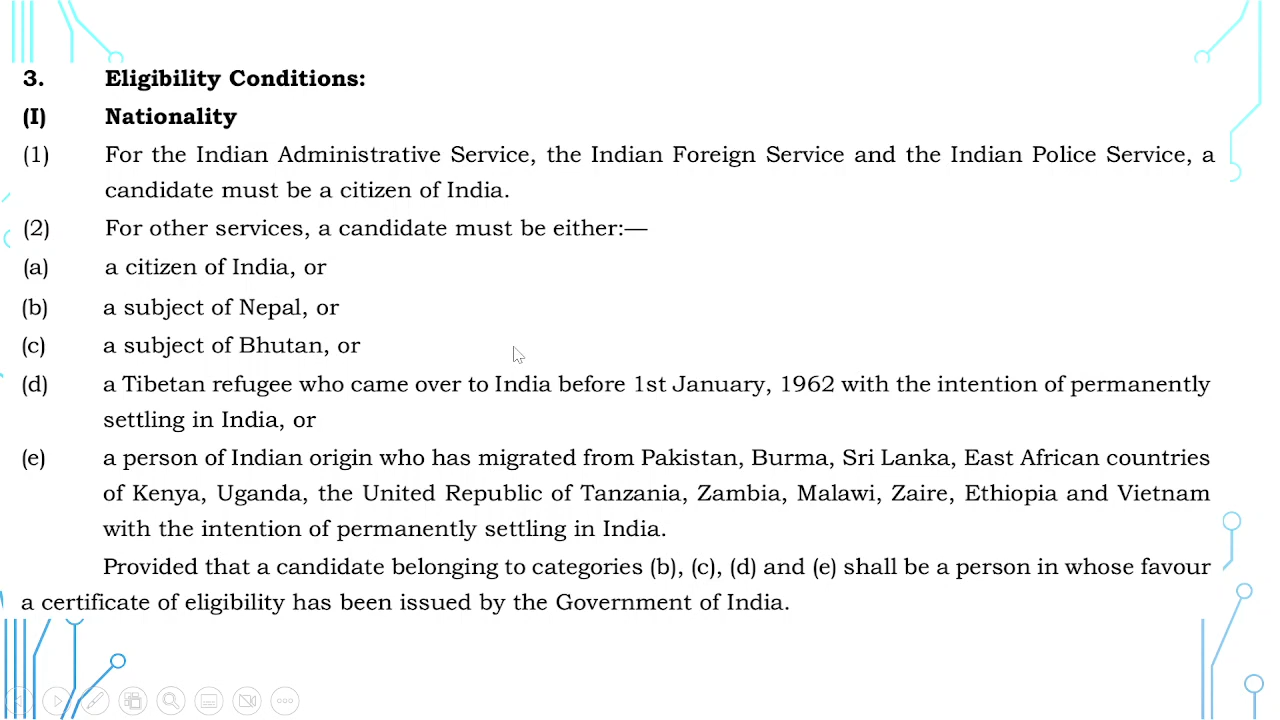 3. Eligibility Conditions:
(I) Nationality
(1) For the Indian Administrative Service, the Indian Foreign Service and the Indian Police Service, a
candidate must be a citizen of India.
(2) For other services, a candidate must be either:—
(a) a citizen of India, or
(b) a subject of Nepal, or
(c) a subject of Bhutan, or
(d) a Tibetan refugee who came over to India before 1st January, 1962 with the intention of permanently
settling in India, or
(e) a person of Indian origin who has migrated from Pakistan, Burma, Sri Lanka, East African countries
of Kenya, Uganda, the United Republic of Tanzania, Zambia, Malawi, Zaire, Ethiopia and Vietnam
with the intention of permanently settling in India.
Provided that a candidate belonging to categories (b), (c), (d) and (e) shall be a person in whose favour
a certificate of eligibility has been issued by the Government of India.